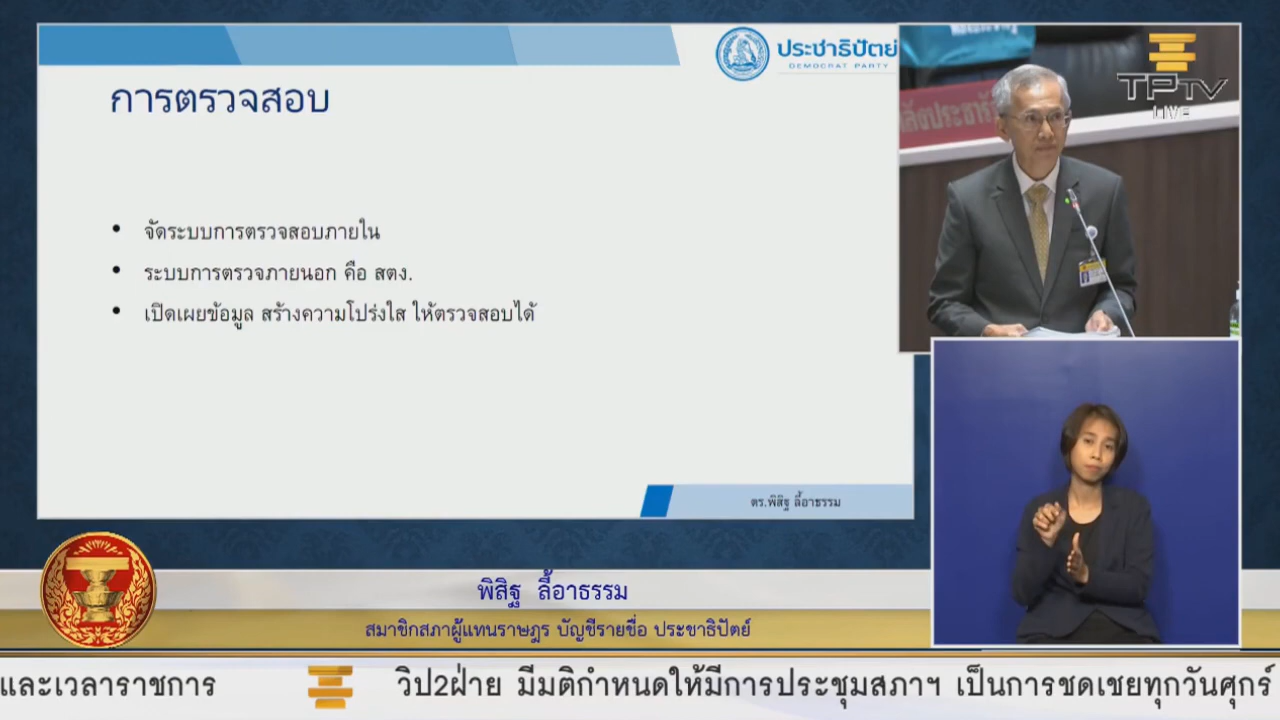 ประชาธิปัตย์
DEMOCRAT PARTY
การตรวจสอบ
• จัดระบบการตรวจสอบภายใน
• ระบบการตรวจภายนอก คือ สตง.
• เปิดเผยข้อมูล สร้างความโปร่งใส ให้ตรวจสอบได้
ดร.พิสิฐ ลี้อาธรรม
TPTV
LIVE
พิสิฐ ลี้อาธรรม
สมาชิกสภาผู้แทนราษฎร บัญชีรายชื่อ ประชาธิปัตย์
และเวลาราชการ
วิป2ฝ่าย มีมติกำหนดให้มีการประชุมสภาฯ เป็นการชดเชยทุกวันศุกร์